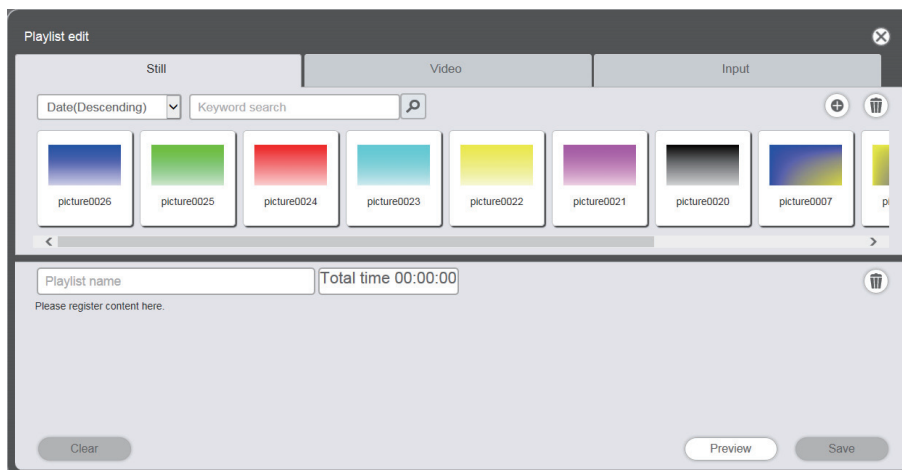 Playlist edit
Still Video Input
Date(Descending) Keyword search
picture0026 picture0025 picture0024 picture0023 picture0022 picture0021 picture0020 picture0007
Playlist name Total time 00:00:00
Please register content here.
Clear Preview Save